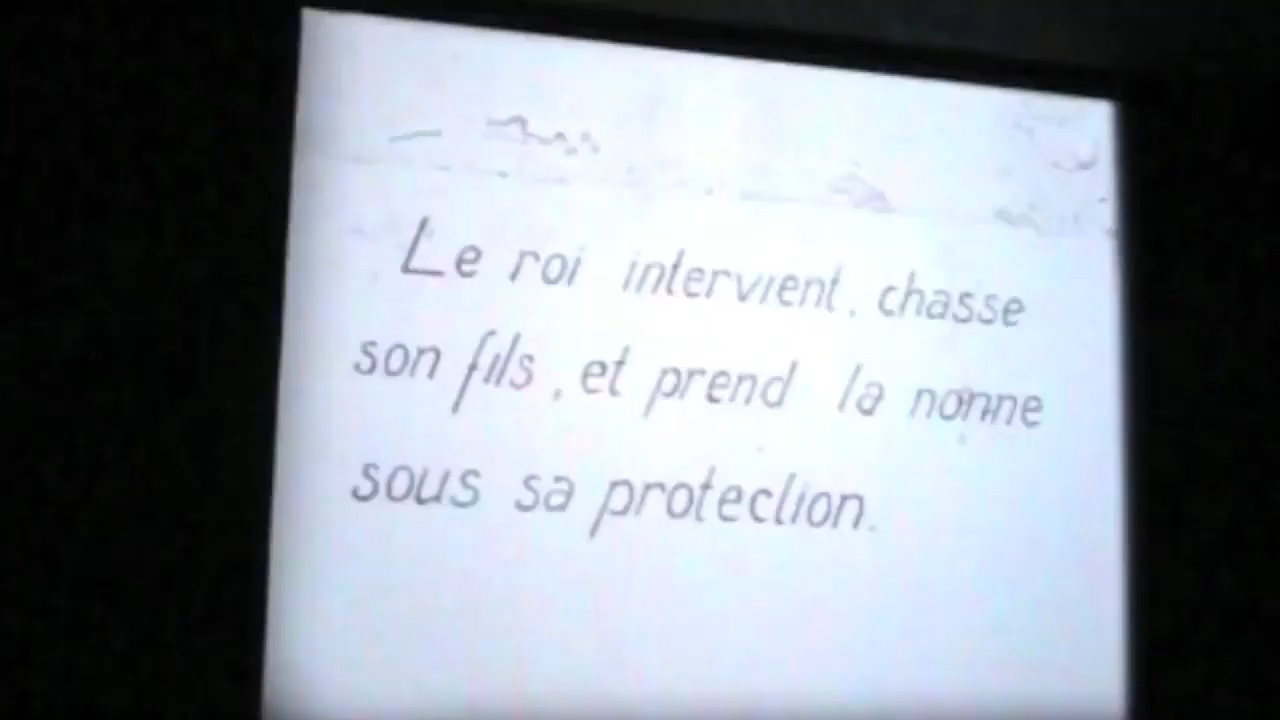 Le roi intervient, chasse
son fils, et prend la nonne
sous sa protection.